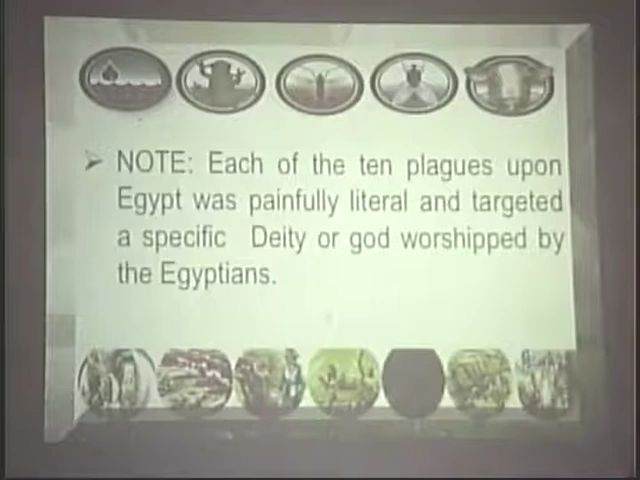 ➢ NOTE: Each of the ten plagues upon
Egypt was painfully literal and targeted
a specific Deity or god worshipped by
the Egyptians.